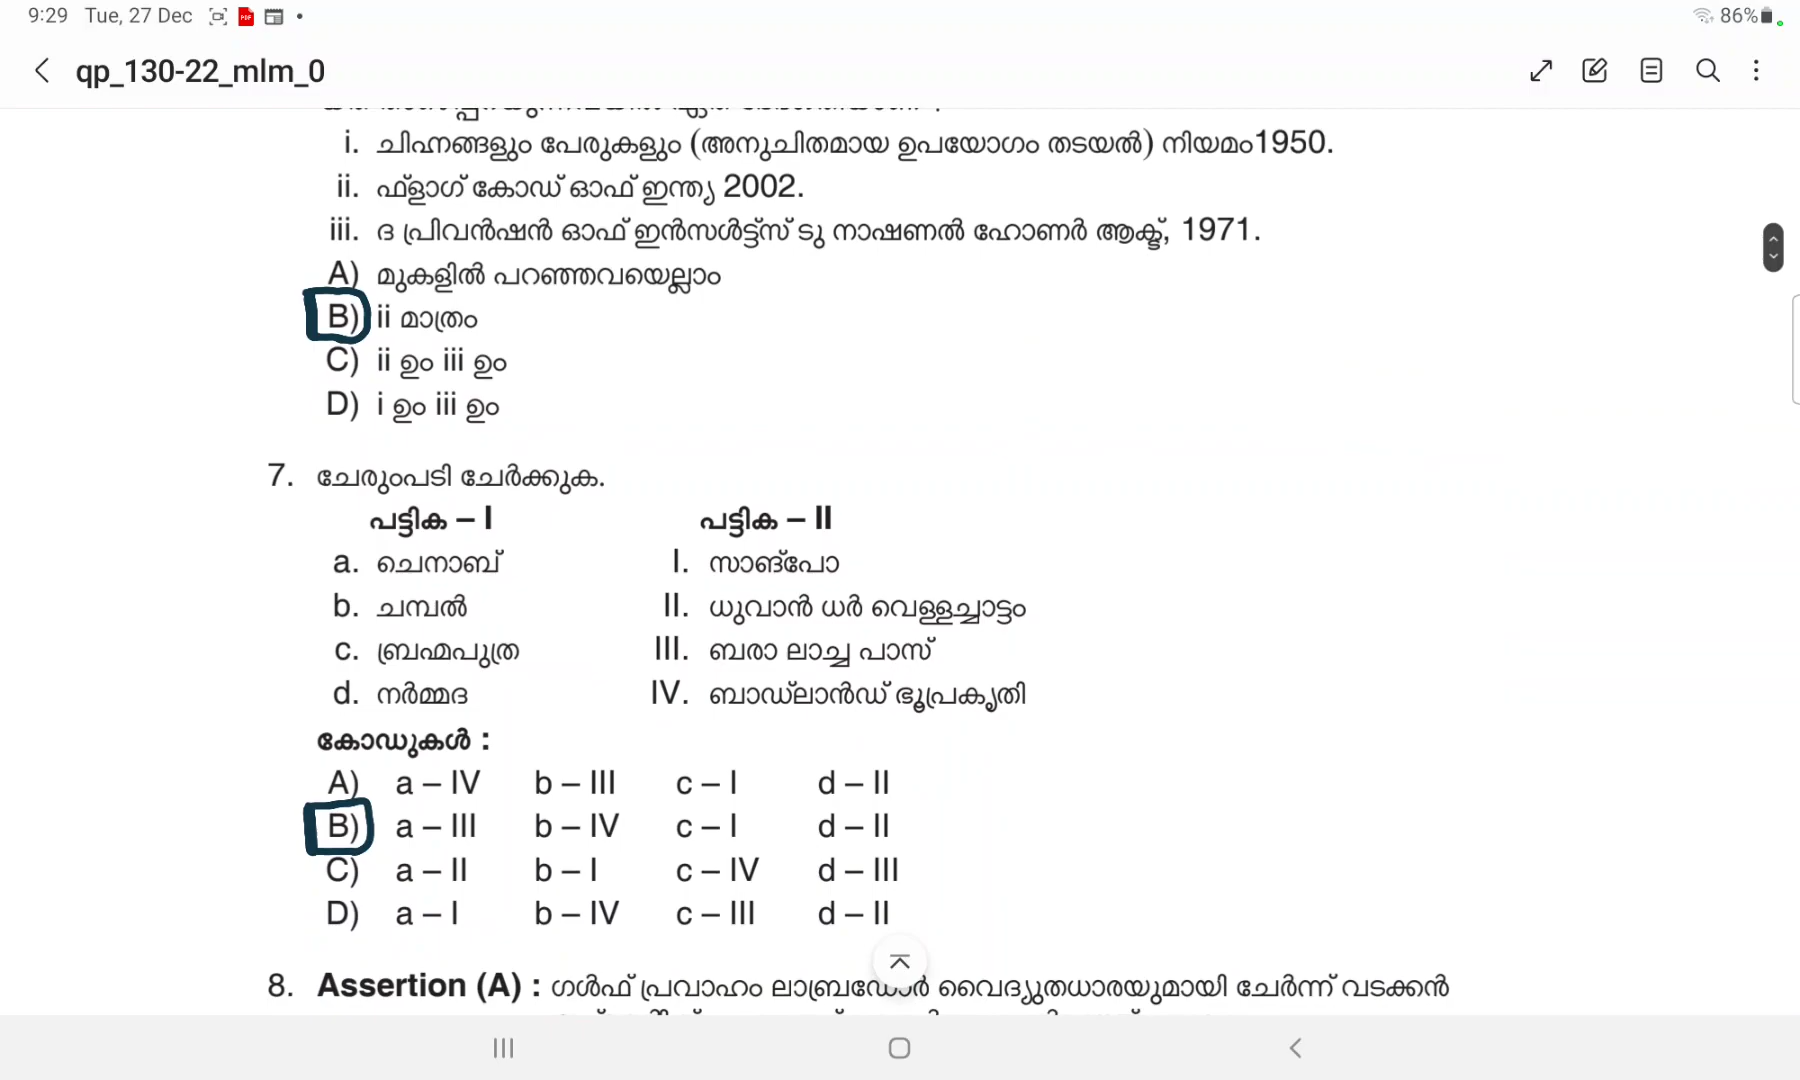 9:29 Tue, 27 Dec
86%
qp_130-22_mlm_0
i. ചിഹ്നങ്ങളും പേരുകളും (അനുചിതമായ ഉപയോഗം തടയൽ) നിയമം1950.
ii. ഫ്ളാഗ് കോഡ് ഓഫ് ഇന്ത്യ 2002.
iii. ദ പ്രിവൻഷൻ ഓഫ് ഇൻസൾട്ട്സ് ടു നാഷണൽ ഹോണർ ആക്ട്, 1971.
A) മുകളിൽ പറഞ്ഞവയെല്ലാം
B) ii മാത്രം
C) ii ഉം iii ഉം
D) i ഉം iii ഉം
7. ചേരുംപടി ചേർക്കുക.
പട്ടിക – I പട്ടിക – II
a. ചെനാബ് I. സാങ്പോ
b. ചമ്പൽ II. ധുവാൻ ധർ വെള്ളച്ചാട്ടം
c. ബ്രഹ്മപുത്ര III. ബരാ ലാച്ച പാസ്
d. നർമ്മദ IV. ബാഡ്‌ലാൻഡ് ഭൂപ്രകൃതി
കോഡുകൾ :
A) a – IV b – III c – I d – II
B) a – III b – IV c – I d – II
C) a – II b – I c – IV d – III
D) a – I b – IV c – III d – II
8. Assertion (A) : ഗൾഫ് പ്രവാഹം ലാബ്രഡോർ വൈദ്യുതധാരയുമായി ചേർന്ന് വടക്കൻ